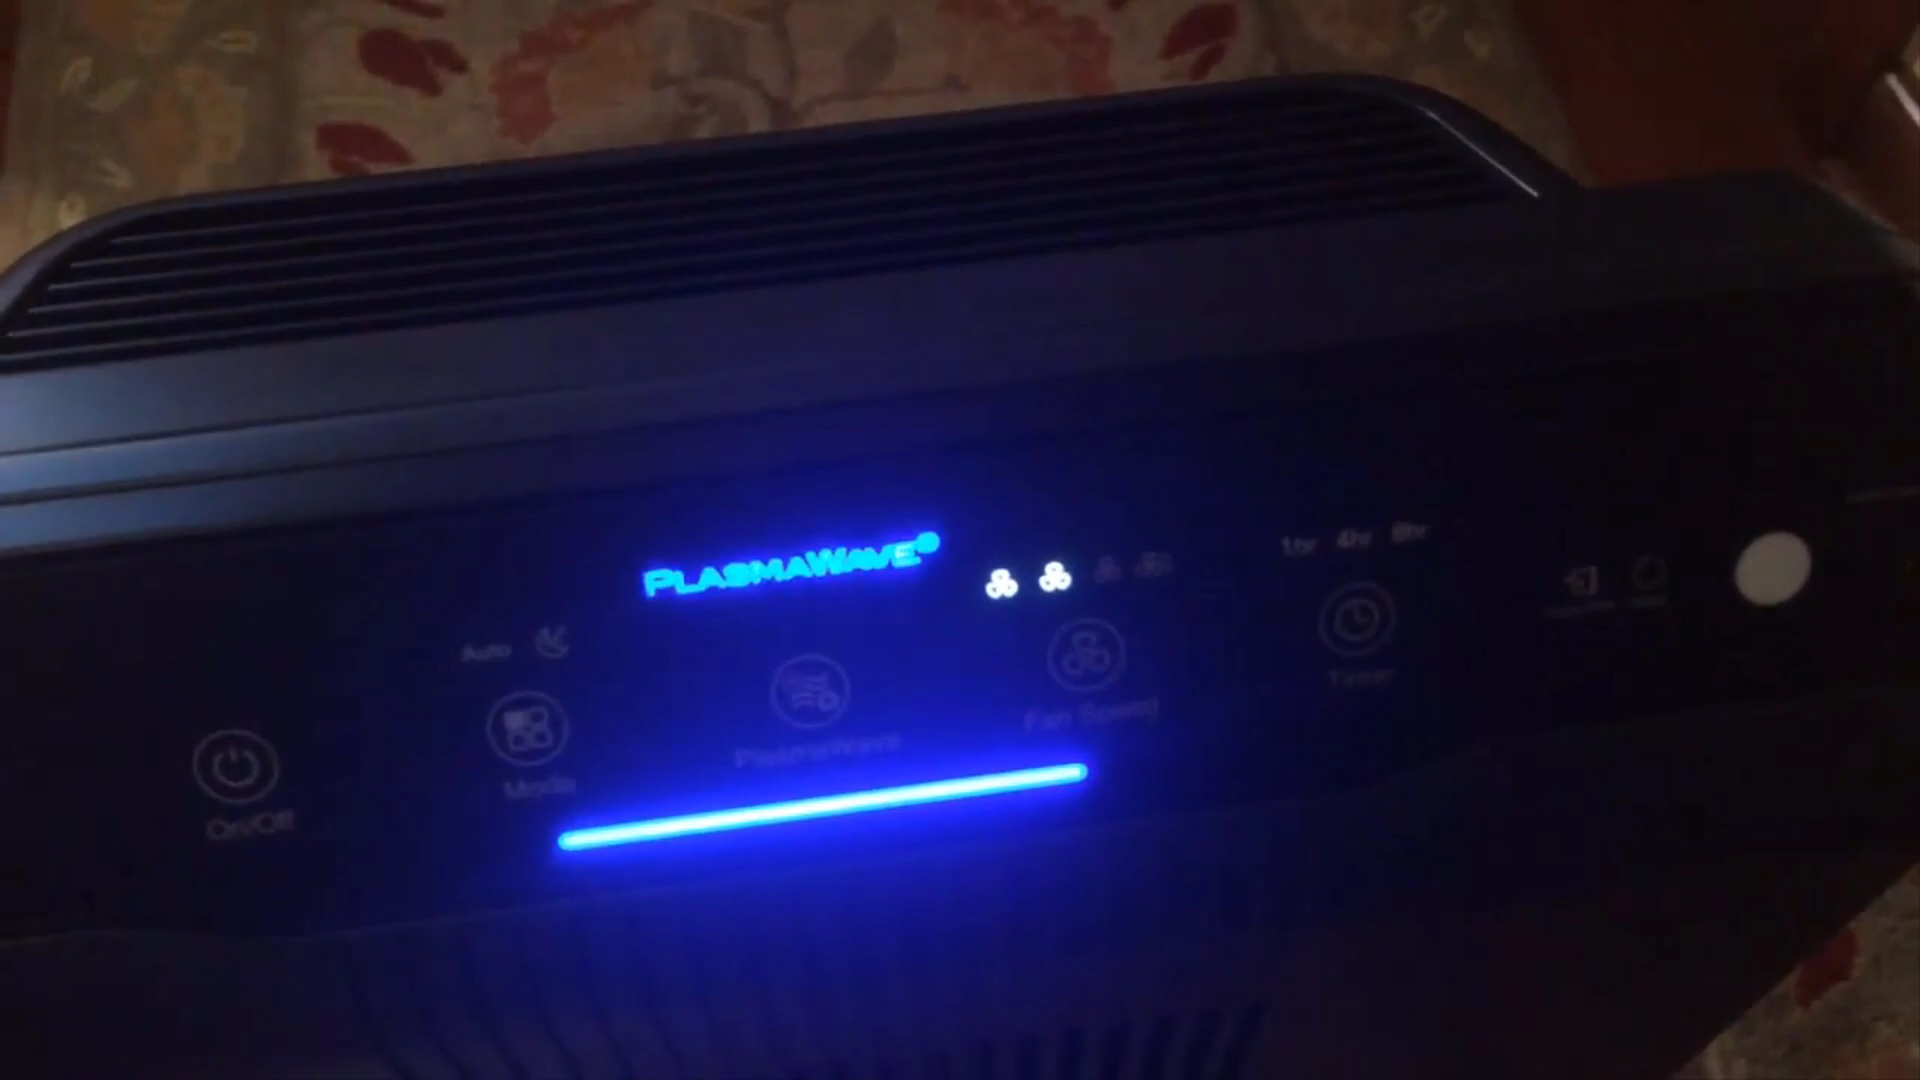 PLASMAWAVE®
1hr 4hr 8hr
Auto
Fan Speed
Timer
PlasmaWave
Mode
On/Off